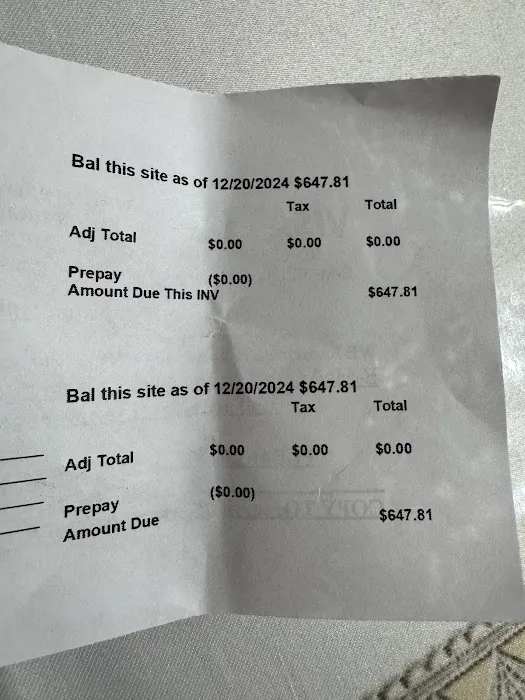 Bal this site as of 12/20/2024 $647.81
Tax Total
Adj Total $0.00 $0.00 $0.00
Prepay ($0.00)
Amount Due This INV $647.81
Bal this site as of 12/20/2024 $647.81
Tax Total
Adj Total $0.00 $0.00 $0.00
Prepay ($0.00)
Amount Due $647.81